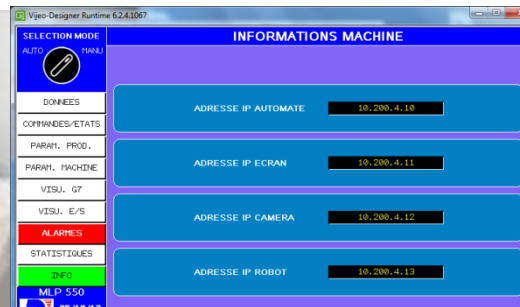 Vijeo-Designer Runtime 6.2.4.1067
SELECTION MODE
AUTO MANU
DONNEES
COMMANDES/ETATS
PARAM. PROD.
PARAM. MACHINE
VISU. G7
VISU. E/S
ALARMES
STATISTIQUES
INFO
MLP 550
INFORMATIONS MACHINE
ADRESSE IP AUTOMATE 10.200.4.10
ADRESSE IP ECRAN 10.200.4.11
ADRESSE IP CAMERA 10.200.4.12
ADRESSE IP ROBOT 10.200.4.13